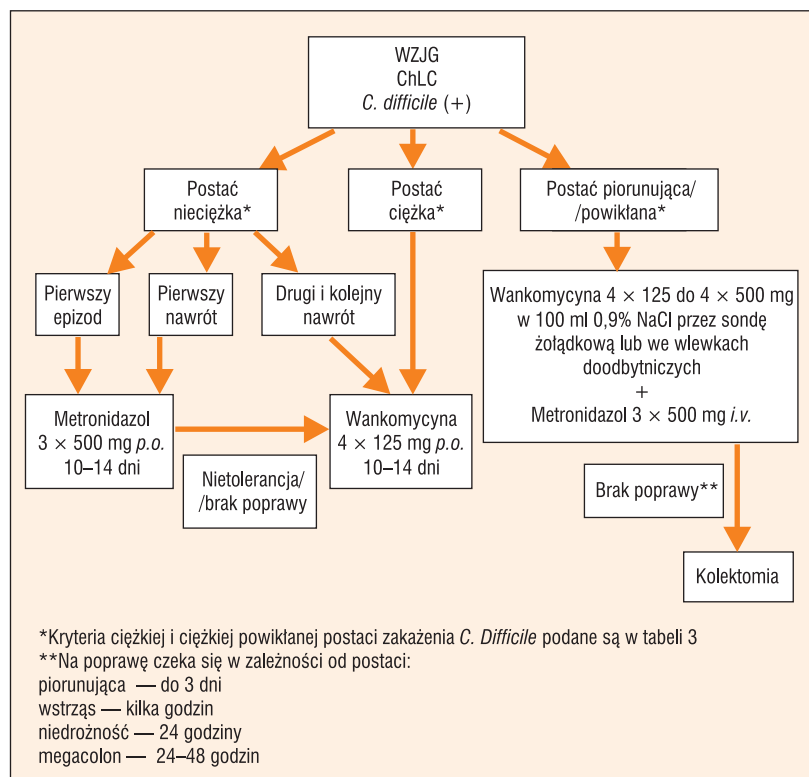 WZJG
ChLC
C. difficile (+)
Postać
nieciężka*
Postać
ciężka*
Postać piorunująca/
/powikłana*
Pierwszy
epizod
Pierwszy
nawrót
Drugi i kolejny
nawrót
Wankomycyna 4 × 125 do 4 × 500 mg
w 100 ml 0,9% NaCl przez sondę
żołądkową lub we wlewkach
doodbytniczych
+
Metronidazol 3 × 500 mg i.v.
Metronidazol
3 × 500 mg p.o.
10–14 dni
Nietolerancja/
/brak poprawy
Wankomycyna
4 × 125 mg p.o.
10–14 dni
Brak poprawy**
Kolektomia
*Kryteria ciężkiej i ciężkiej powikłanej postaci zakażenia C. Difficile podane są w tabeli 3
**Na poprawę czeka się w zależności od postaci:
piorunująca — do 3 dni
wstrząs — kilka godzin
niedrożność — 24 godziny
megacolon — 24–48 godzin